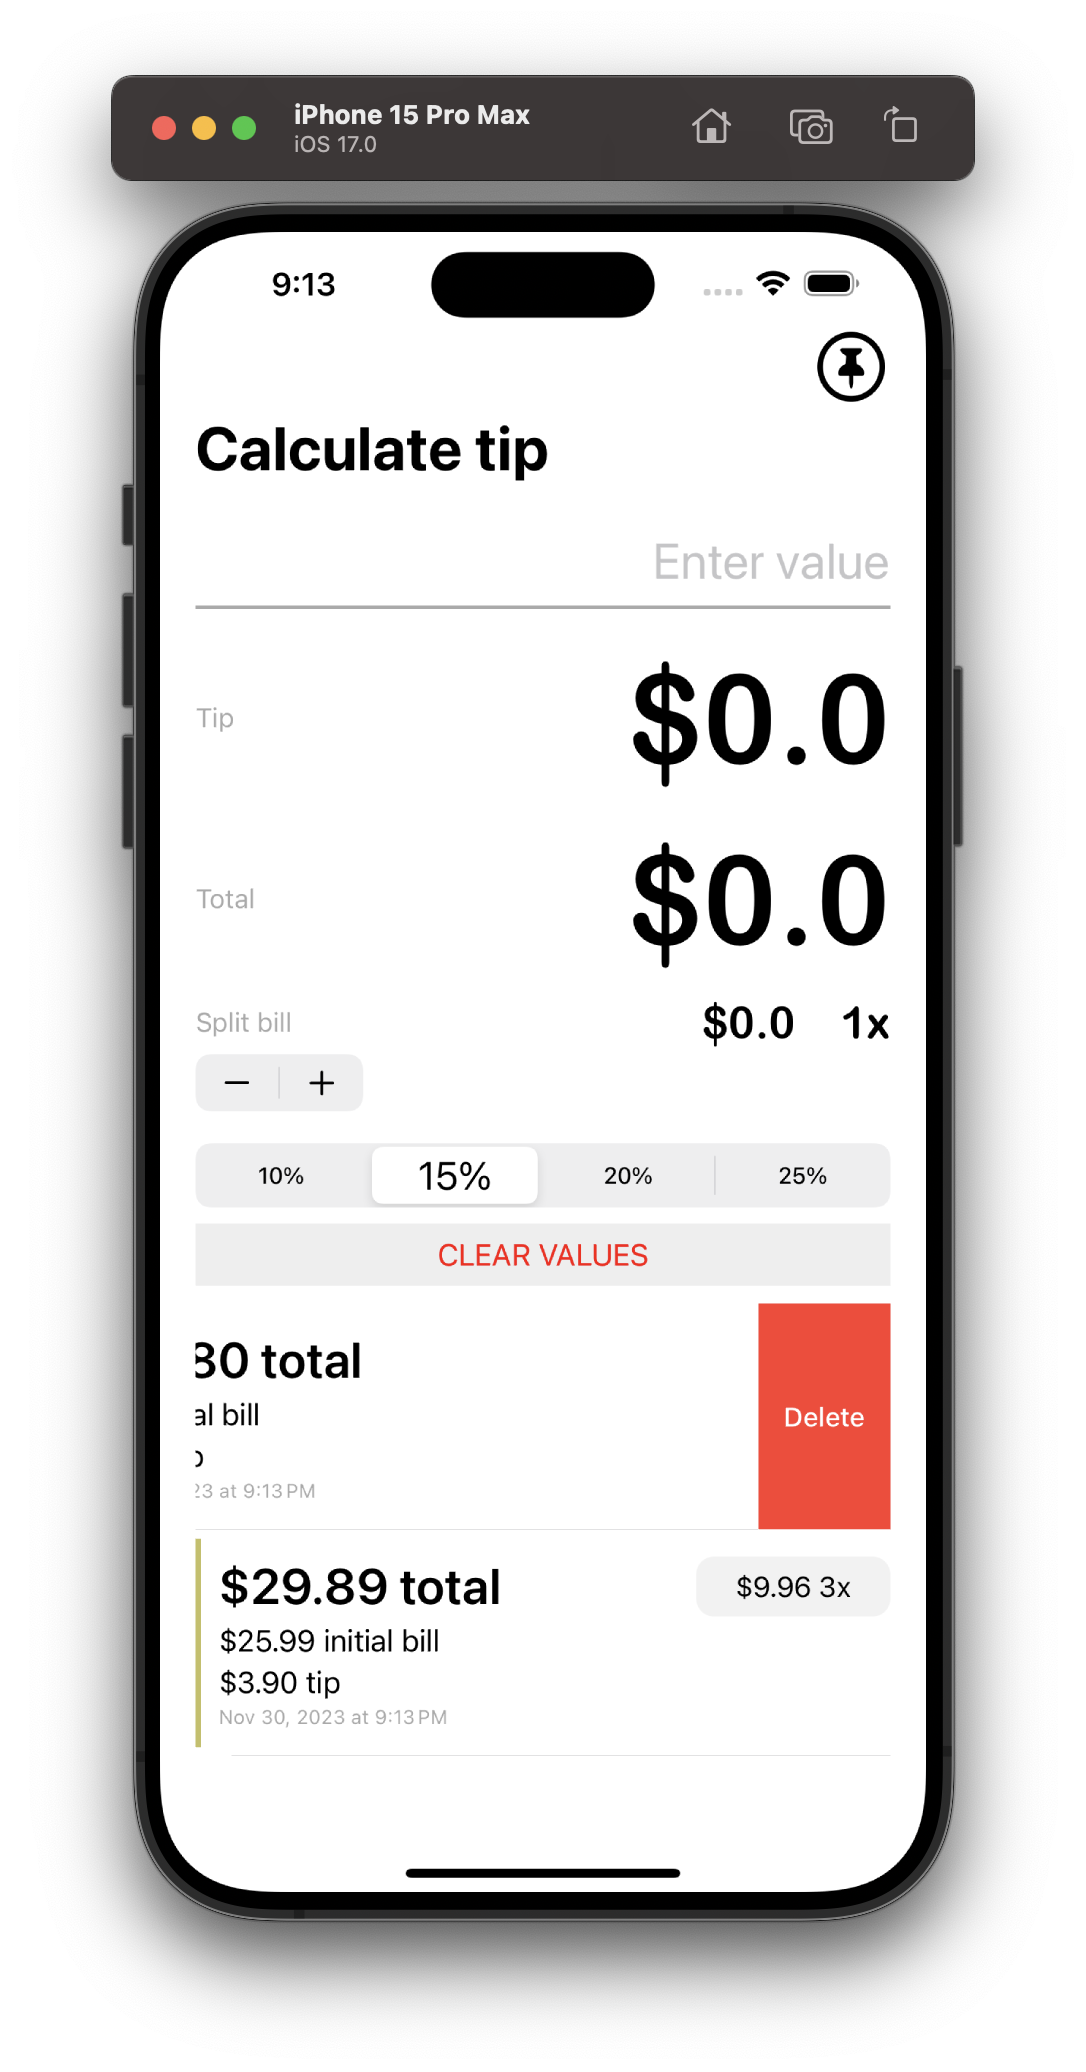 iPhone 15 Pro Max
iOS 17.0
9:13
Calculate tip
Enter value
Tip $0.0
Total $0.0
Split bill $0.0 1x
− +
10% 15% 20% 25%
CLEAR VALUES
30 total
al bill
23 at 9:13 PM
Delete
$29.89 total $9.96 3x
$25.99 initial bill
$3.90 tip
Nov 30, 2023 at 9:13 PM